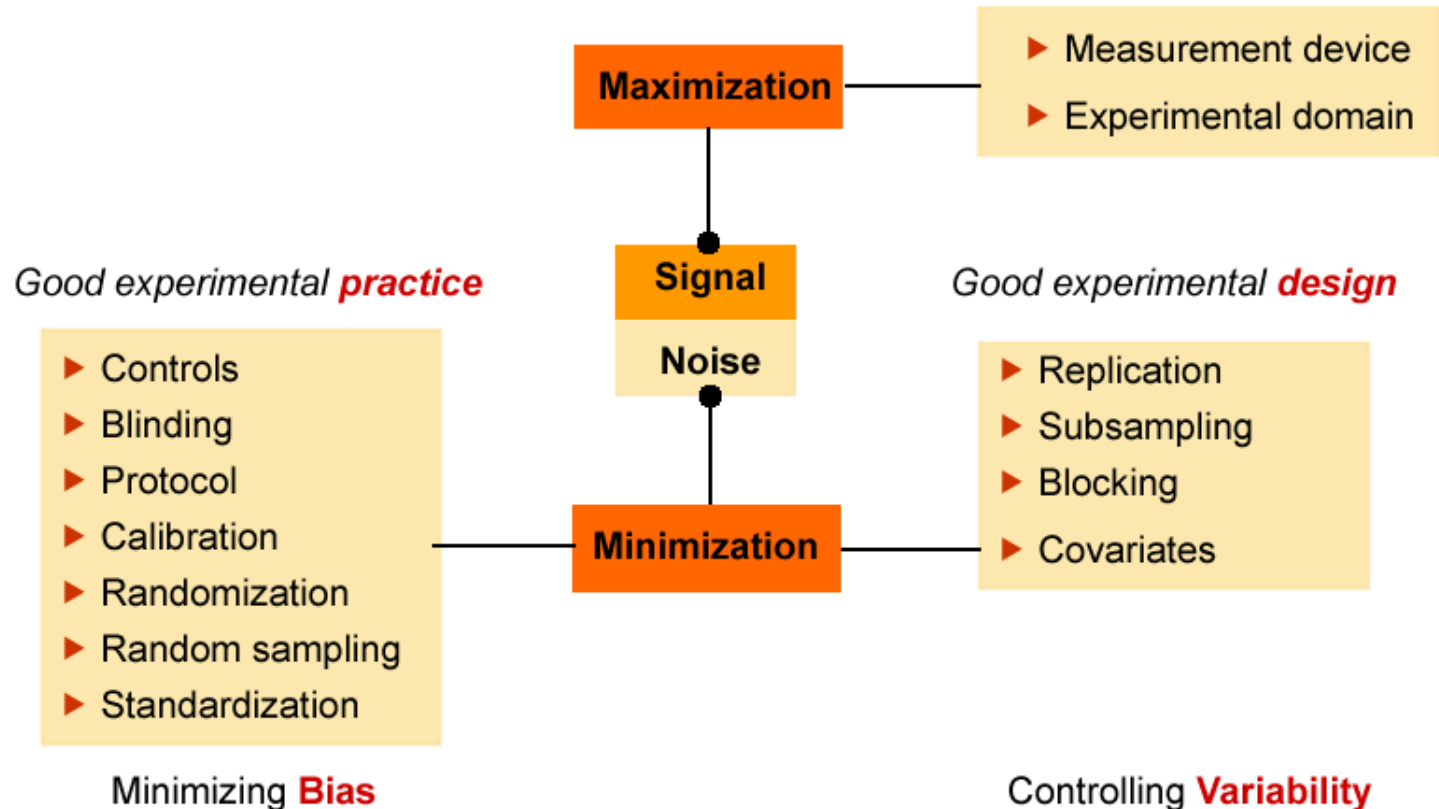 Maximization
Measurement device
Experimental domain
Signal
Noise
Good experimental practice
Controls
Blinding
Protocol
Calibration
Randomization
Random sampling
Standardization
Minimizing Bias
Minimization
Good experimental design
Replication
Subsampling
Blocking
Covariates
Controlling Variability